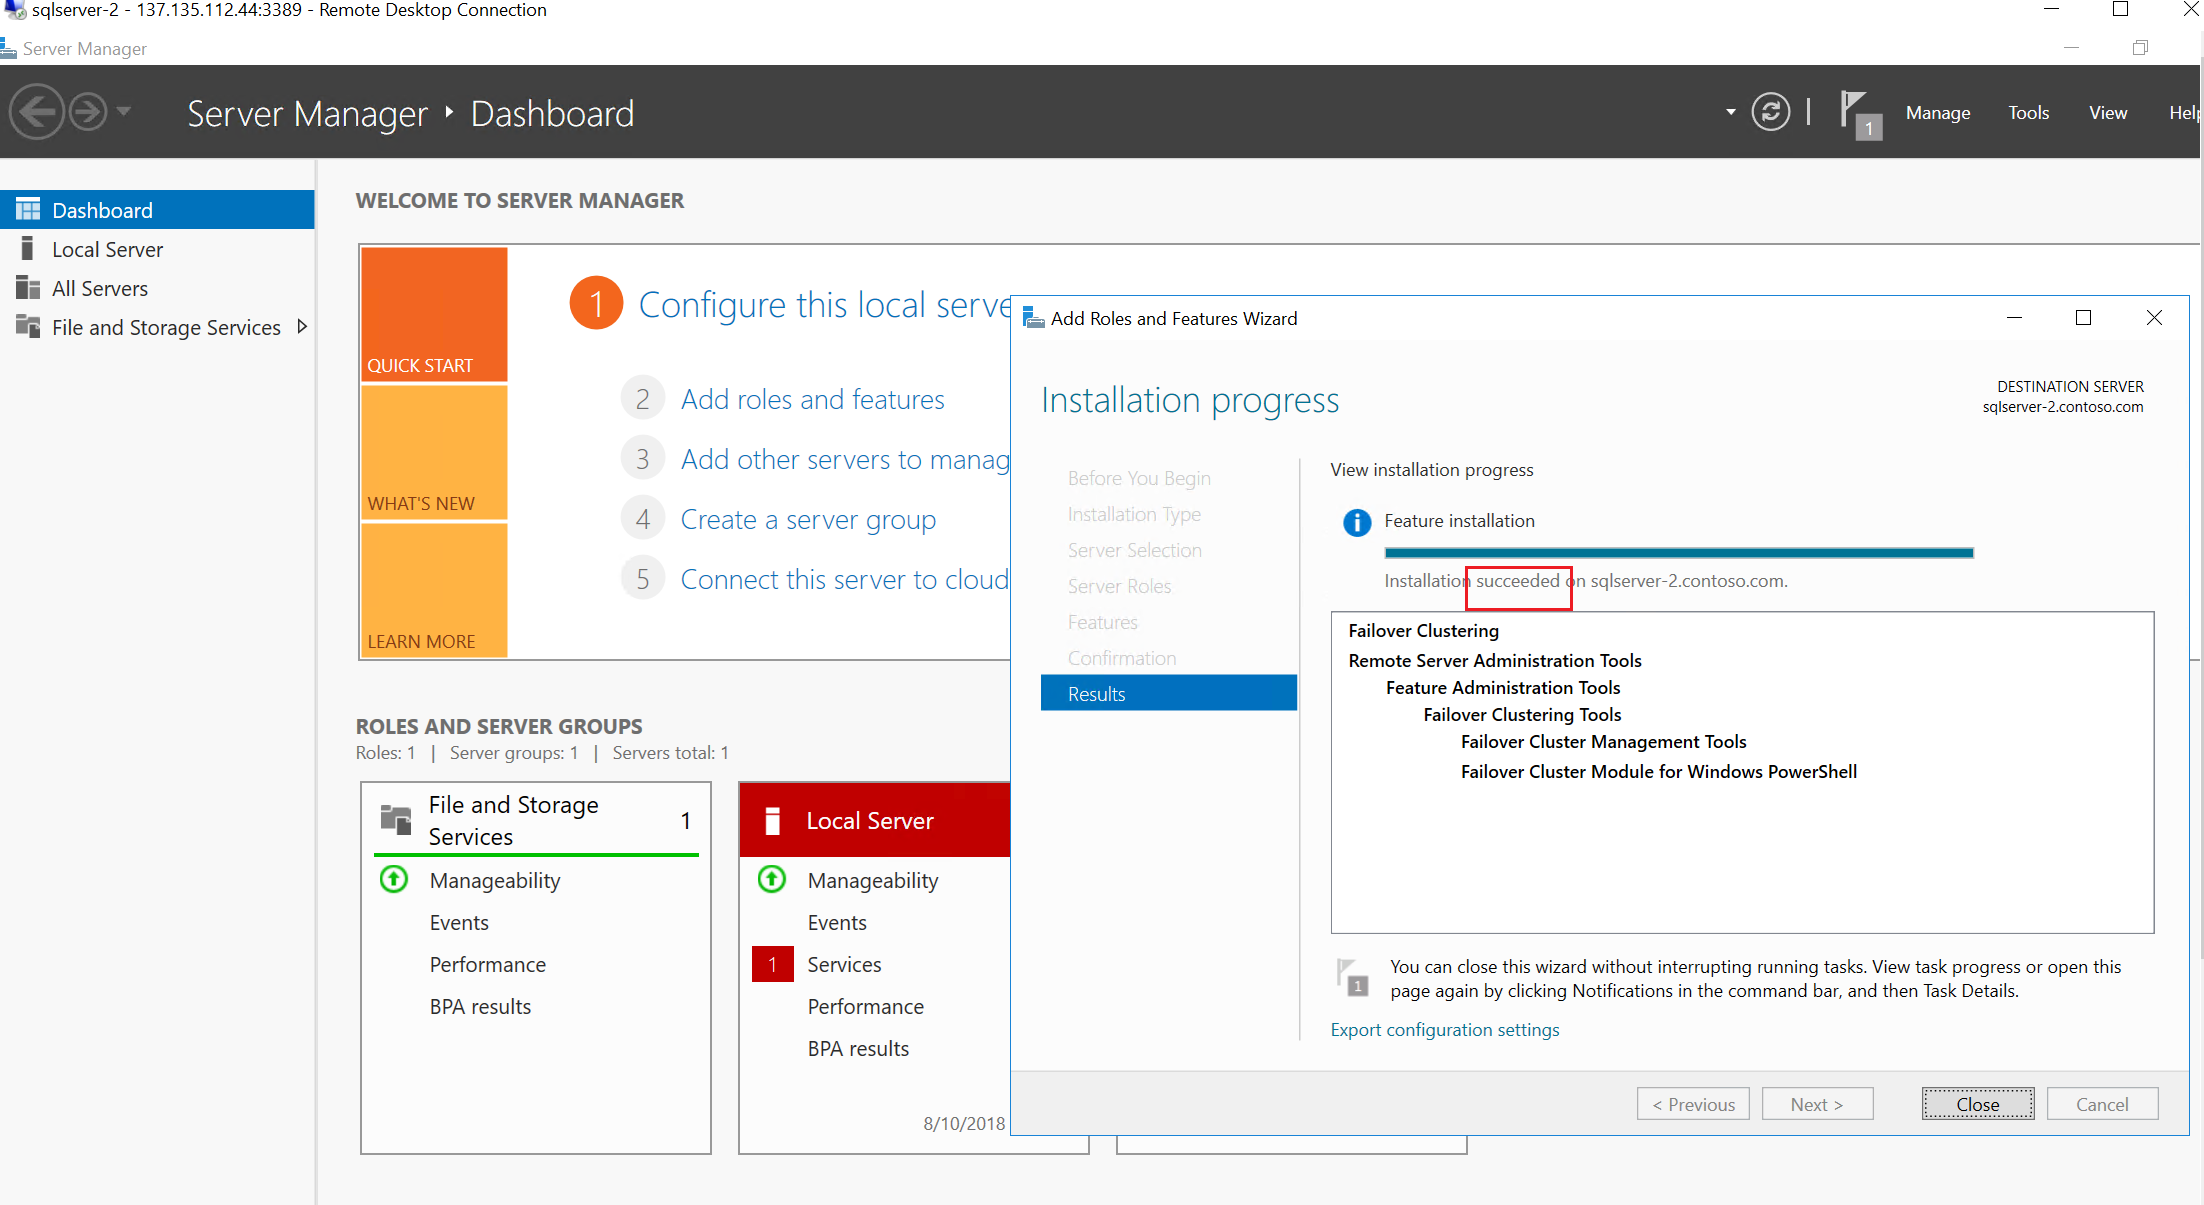 sqlserver-2 - 137.135.112.44:3389 - Remote Desktop Connection
Server Manager
Server Manager ‣ Dashboard
1
Manage
Tools
View
Help
Dashboard
Local Server
All Servers
File and Storage Services
WELCOME TO SERVER MANAGER
QUICK START
WHAT'S NEW
LEARN MORE
1 Configure this local serve
2 Add roles and features
3 Add other servers to manag
4 Create a server group
5 Connect this server to cloud
ROLES AND SERVER GROUPS
Roles: 1 | Server groups: 1 | Servers total: 1
File and Storage
Services
1
Manageability
Events
Performance
BPA results
Local Server
Manageability
Events
1 Services
Performance
BPA results
8/10/2018
Add Roles and Features Wizard
Installation progress
DESTINATION SERVER
sqlserver-2.contoso.com
Before You Begin
Installation Type
Server Selection
Server Roles
Features
Confirmation
Results
View installation progress
Feature installation
Installation succeeded on sqlserver-2.contoso.com.
Failover Clustering
Remote Server Administration Tools
Feature Administration Tools
Failover Clustering Tools
Failover Cluster Management Tools
Failover Cluster Module for Windows PowerShell
1
You can close this wizard without interrupting running tasks. View task progress or open this
page again by clicking Notifications in the command bar, and then Task Details.
Export configuration settings
< Previous
Next >
Close
Cancel